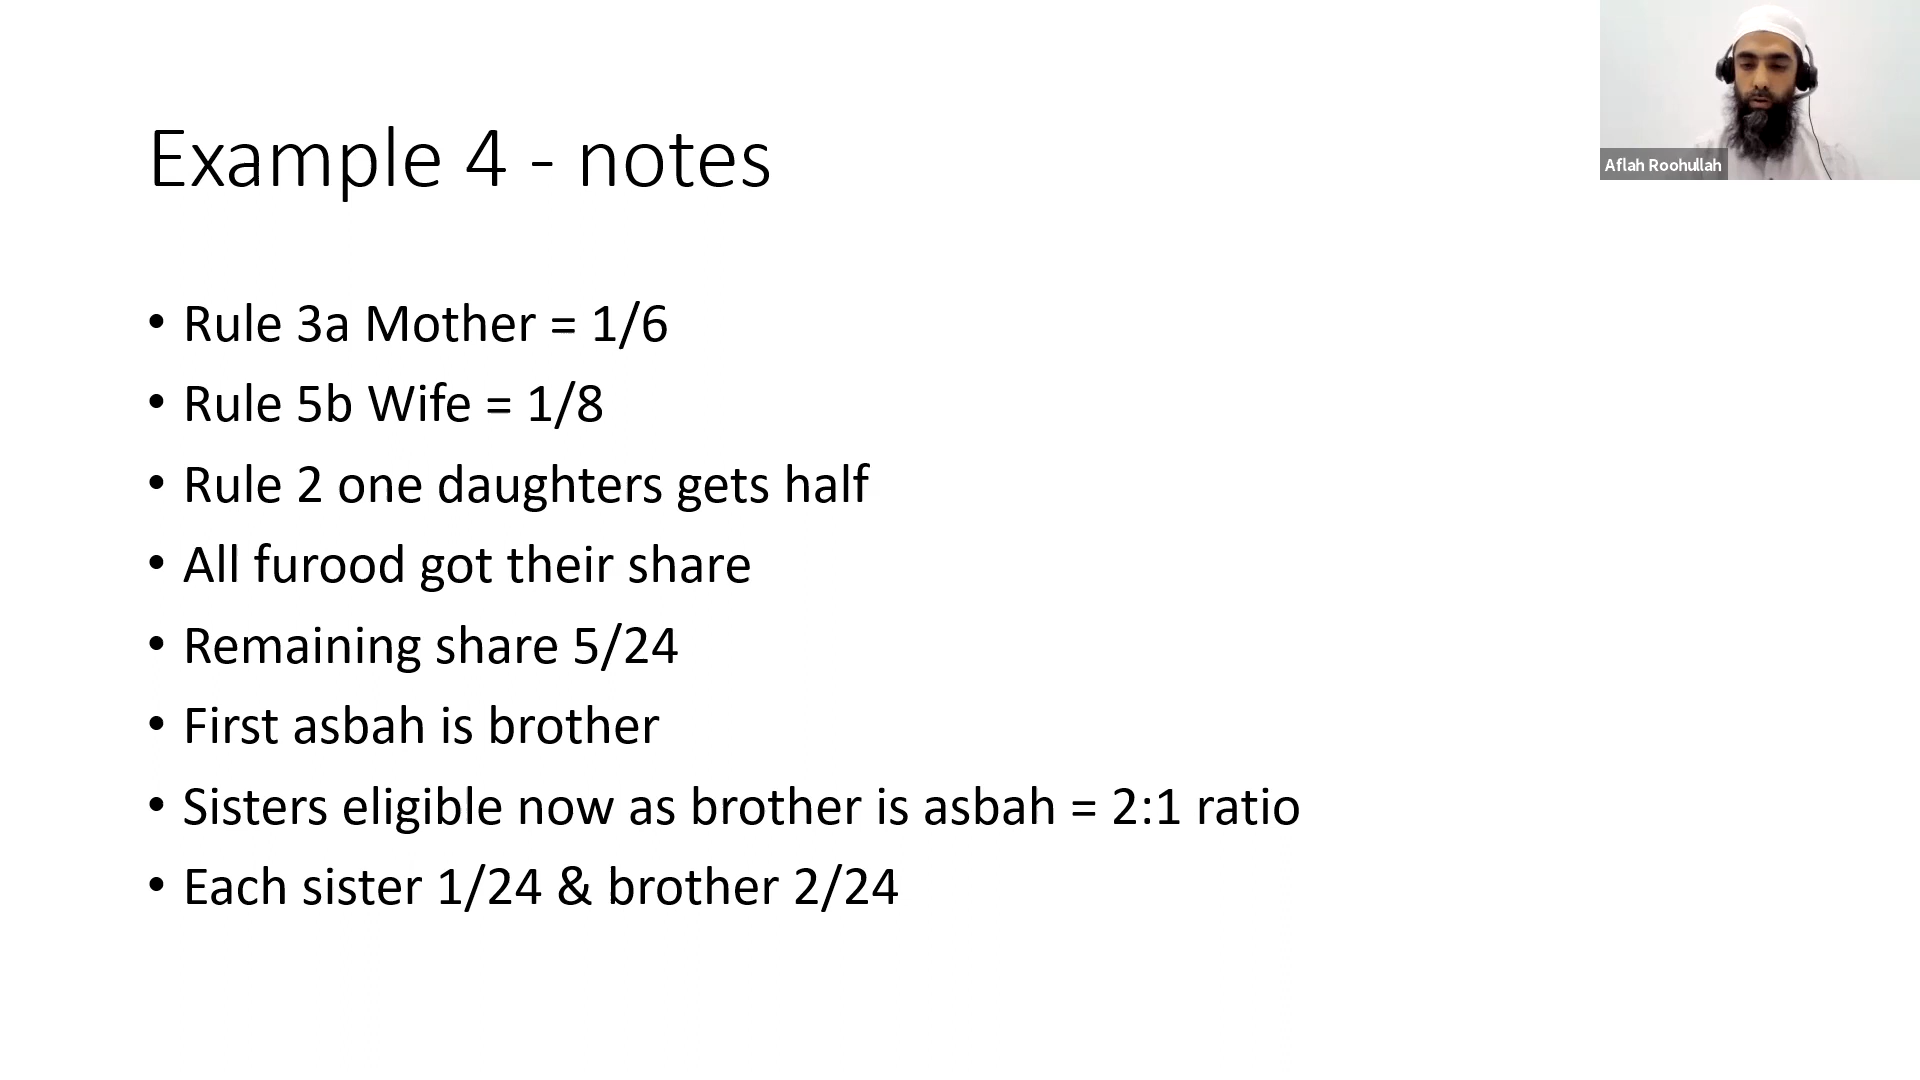 Example 4 - notes
Aflah Roohullah
• Rule 3a Mother = 1/6
• Rule 5b Wife = 1/8
• Rule 2 one daughters gets half
• All furood got their share
• Remaining share 5/24
• First asbah is brother
• Sisters eligible now as brother is asbah = 2:1 ratio
• Each sister 1/24 & brother 2/24